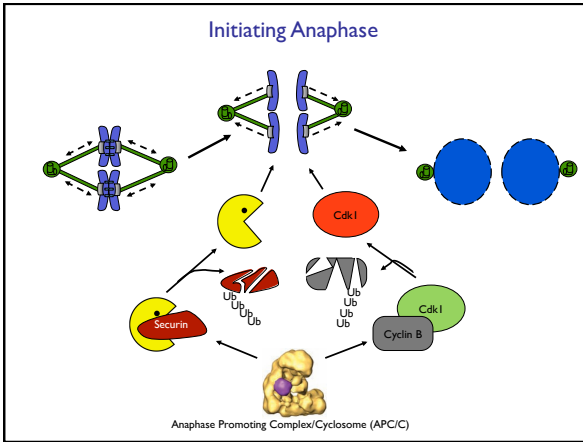 Initiating Anaphase
Cdk1
Ub
Ub
Ub
Ub
Ub
Ub
Ub
Ub
Securin
Cdk1
Cyclin B
Anaphase Promoting Complex/Cyclosome (APC/C)